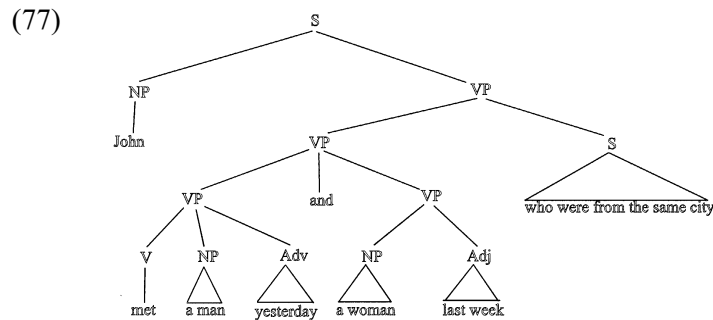 (77) S
NP VP
John VP S
VP and VP who were from the same city
V NP Adv NP Adj
met a man yesterday a woman last week